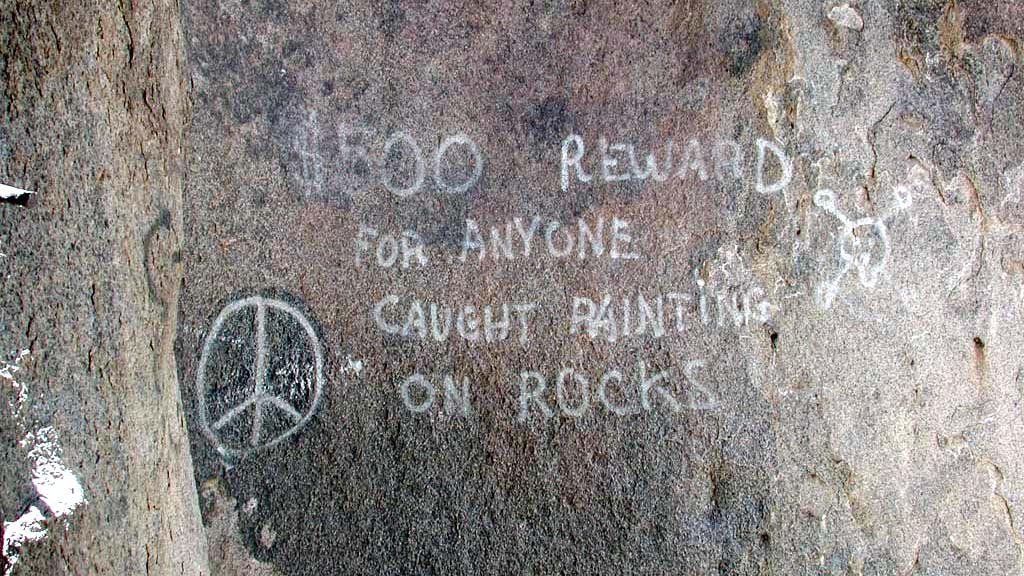 $500 REWARD
FOR ANYONE
CAUGHT PAINTiNG
ON ROCKS